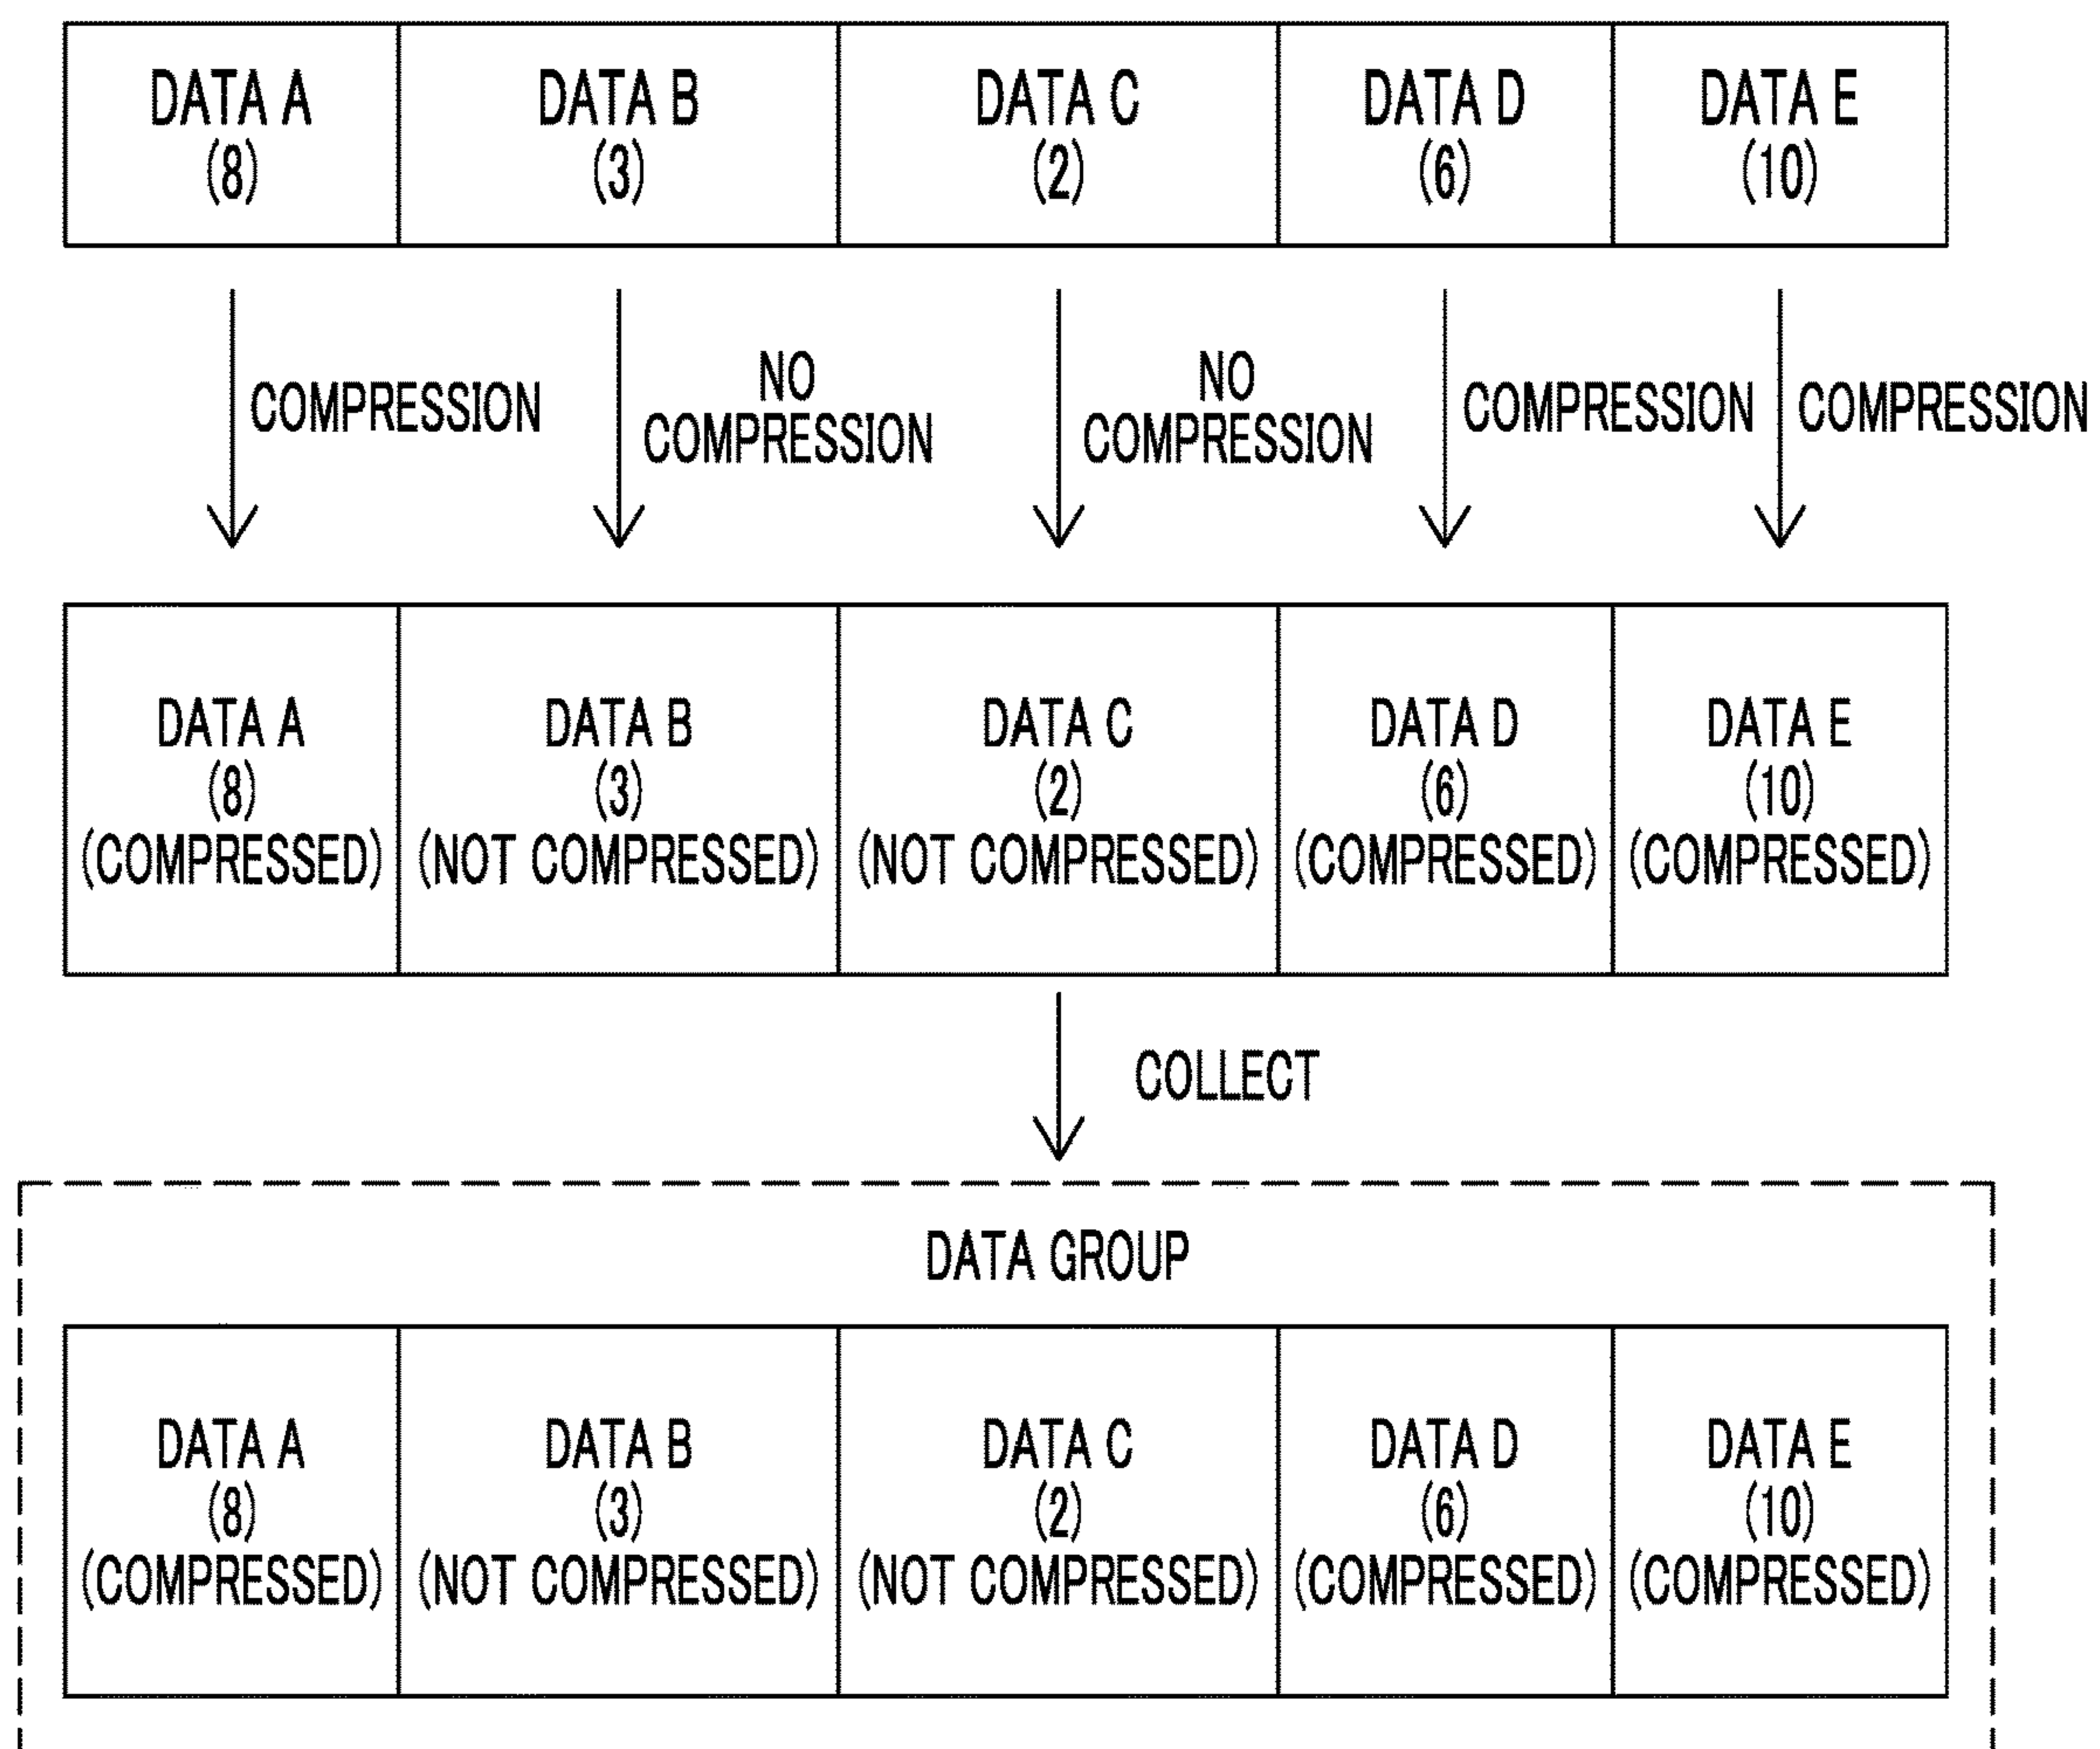 DATA A
(8)
DATA B
(3)
DATA C
(2)
DATA D
(6)
DATA E
(10)
COMPRESSION
NO
COMPRESSION
NO
COMPRESSION
COMPRESSION
COMPRESSION
DATA A
(8)
(COMPRESSED)
DATA B
(3)
(NOT COMPRESSED)
DATA C
(2)
(NOT COMPRESSED)
DATA D
(6)
(COMPRESSED)
DATA E
(10)
(COMPRESSED)
COLLECT
DATA GROUP
DATA A
(8)
(COMPRESSED)
DATA B
(3)
(NOT COMPRESSED)
DATA C
(2)
(NOT COMPRESSED)
DATA D
(6)
(COMPRESSED)
DATA E
(10)
(COMPRESSED)